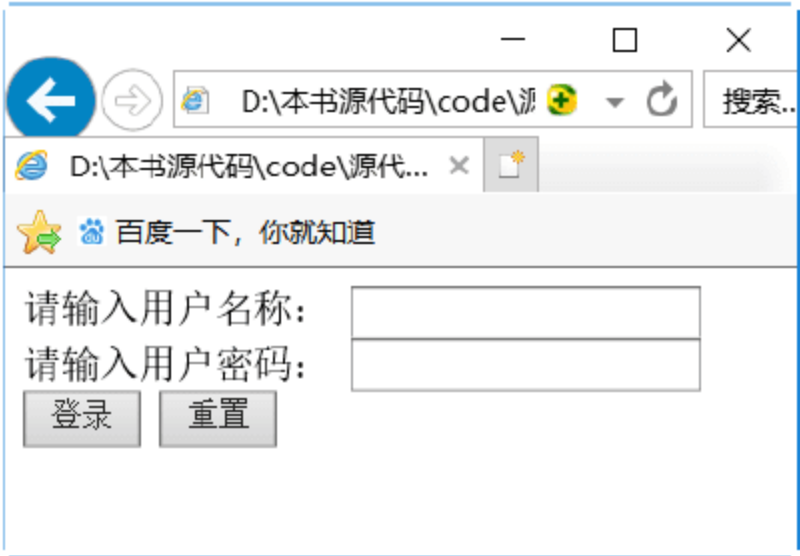 D:\本书源代码\code\源 搜索...
D:\本书源代码\code\源代...
百度一下，你就知道
请输入用户名称：
请输入用户密码：
登录 重置